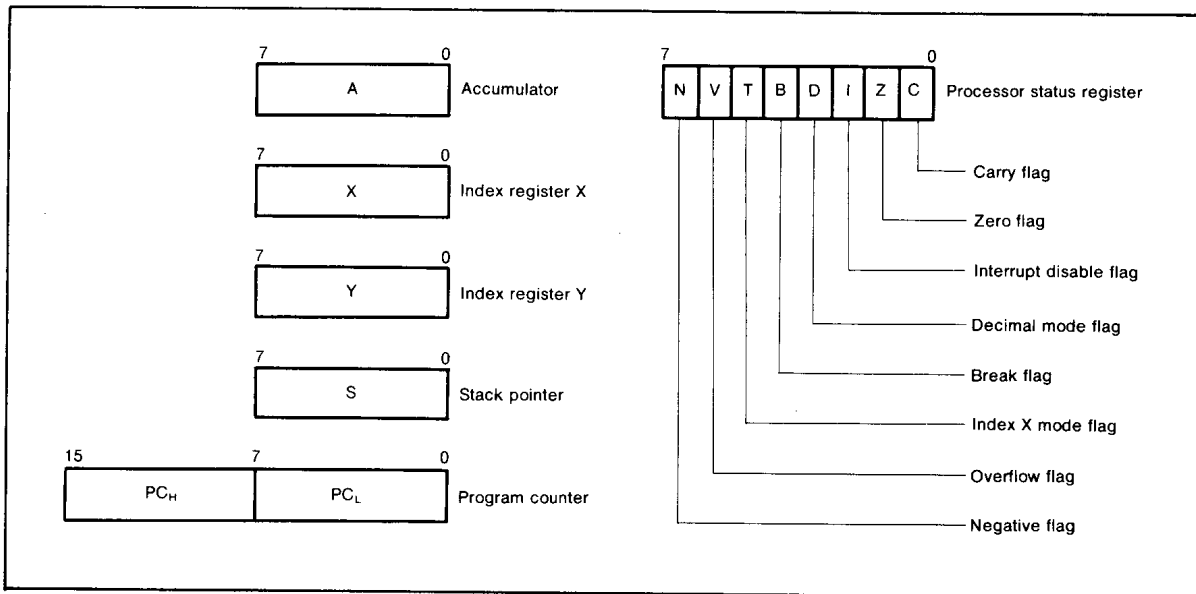 7 0
A
Accumulator
7 0
X
Index register X
7 0
Y
Index register Y
7 0
S
Stack pointer
15 7 0
PCH PCL
Program counter
7 0
N V T B D I Z C
Processor status register
Carry flag
Zero flag
Interrupt disable flag
Decimal mode flag
Break flag
Index X mode flag
Overflow flag
Negative flag